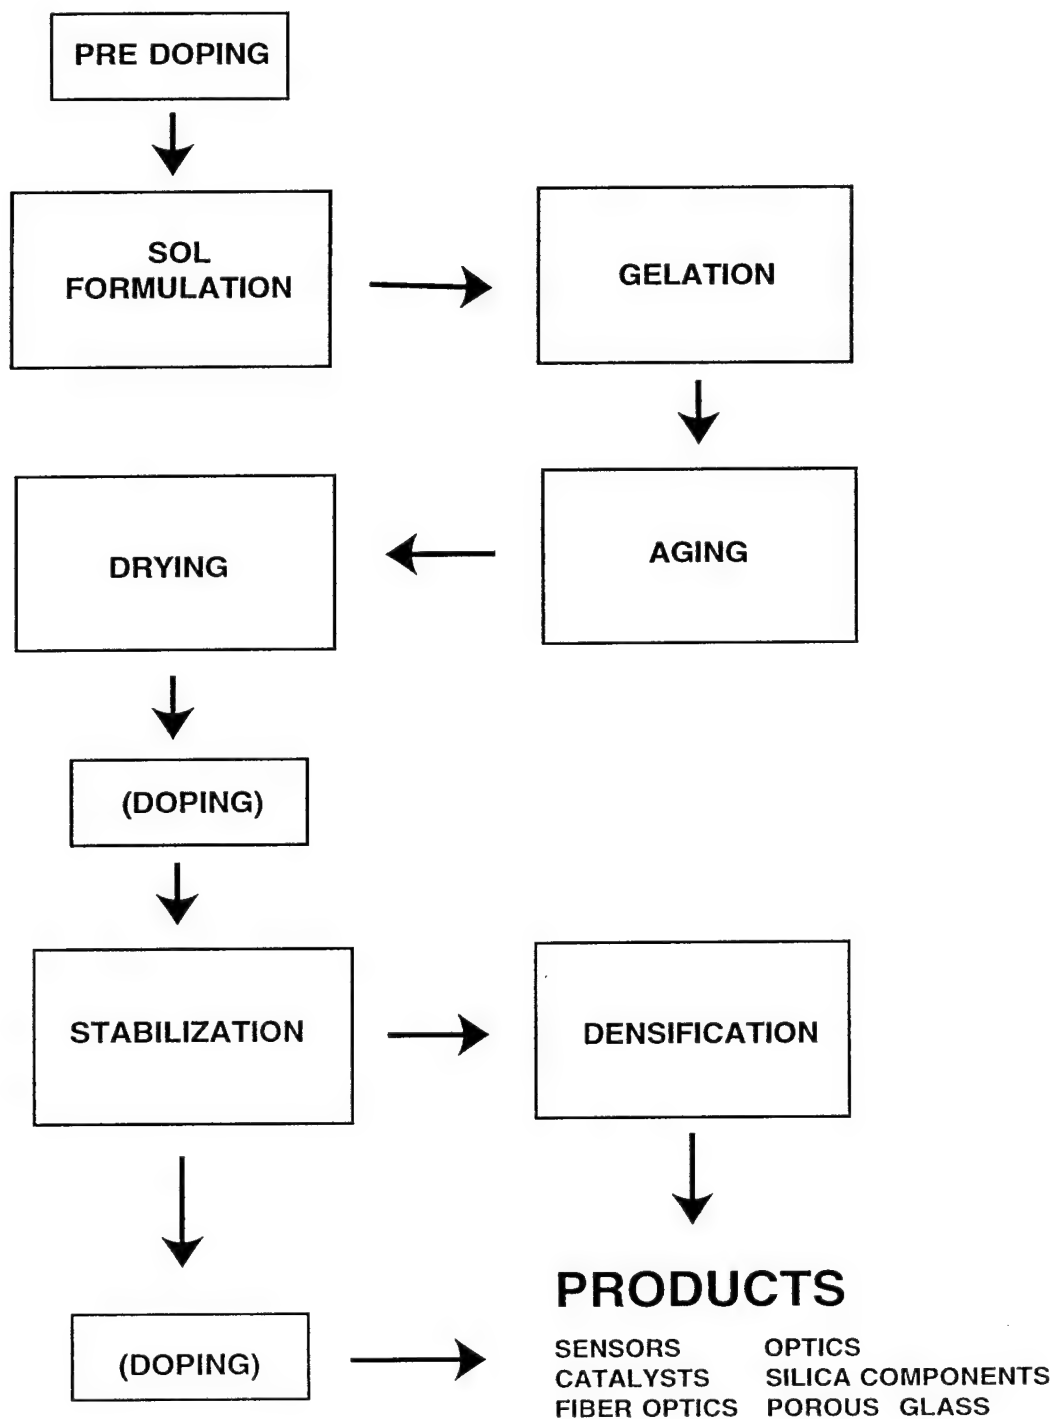 PRE DOPING
SOL
FORMULATION
GELATION
AGING
DRYING
(DOPING)
STABILIZATION
DENSIFICATION
(DOPING)
PRODUCTS
SENSORS OPTICS
CATALYSTS SILICA COMPONENTS
FIBER OPTICS POROUS GLASS